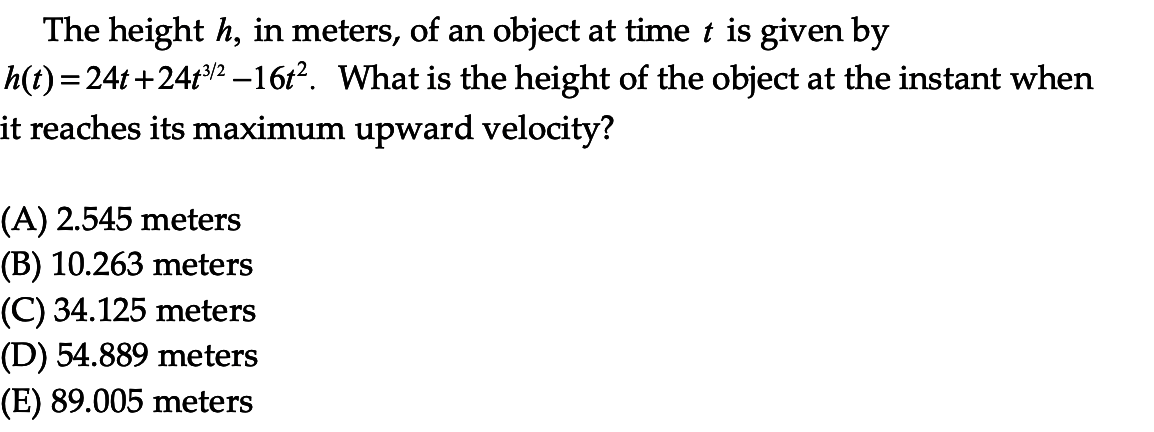 The height h, in meters, of an object at time t is given by
h(t)=24t+24t^{3/2}−16t². What is the height of the object at the instant when
it reaches its maximum upward velocity?
(A) 2.545 meters
(B) 10.263 meters
(C) 34.125 meters
(D) 54.889 meters
(E) 89.005 meters